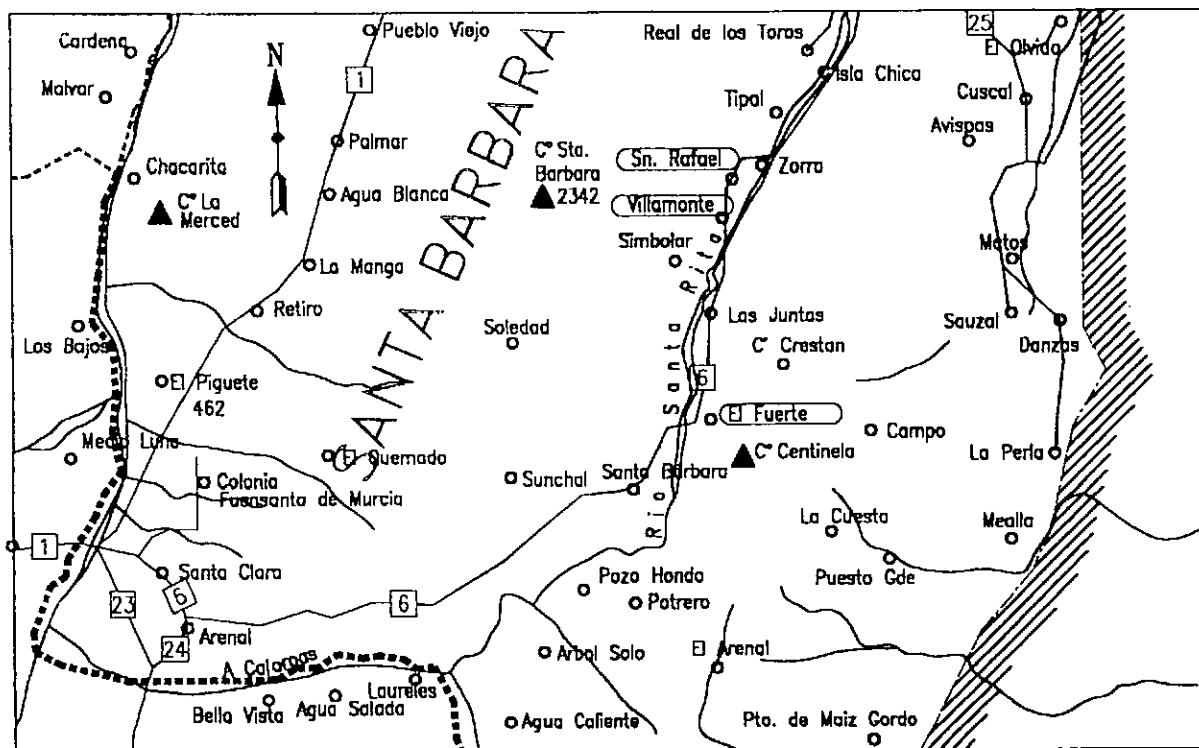 Cardena
Malvar
Chacarita
C° La
Merced
N
1
Pueblo Viejo
Palmar
Agua Blanca
La Manga
Retiro
SANTA BARBARA
C° Sta.
Barbara
2342
Real de los Toros
Isla Chica
Tipal
Sn. Rafael
Zorra
Villamonte
Simbolar
Rio Santa Rita
25
El Olvido
Cuscal
Avispas
Matos
Sauzal
Danzas
Los Bajos
El Piquete
462
Soledad
Las Juntas
C° Crestan
6
El Fuerte
Campo
La Perla
Media Luna
Colonia
Fuasanta de Murcia
El Quemado
Sunchal
Santa Barbara
C° Centinela
La Cuesta
Mealla
Puesto Gde
1
Santa Clara
6
23
24
Arenal
6
Pozo Hondo
Potrero
El Arenal
Arbol Solo
Laureles
Bella Vista
Agua Salada
Agua Caliente
Pto. de Maiz Gordo